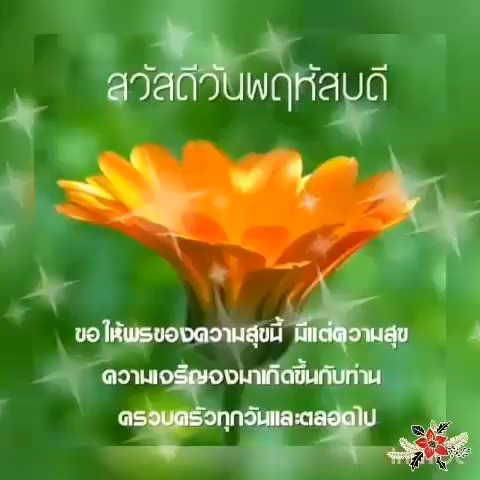 สวัสดีวันพฤหัสบดี
ขอให้พรของความสุขนี้ มีแต่ความสุข
ความเจริญจงมาเกิดขึ้นกับท่าน
ครวบครัวทุกวันและตลอดไป